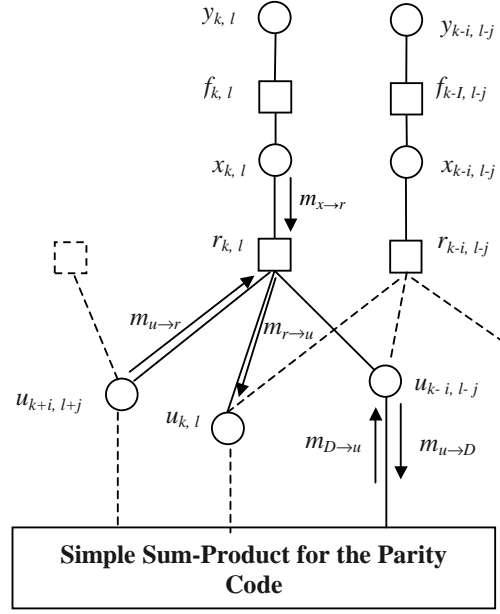 y_{k, l} y_{k-i, l-j}
f_{k, l} f_{k-I, l-j}
x_{k, l} x_{k-i, l-j}
m_{x→r}
r_{k, l} r_{k-i, l-j}
m_{u→r} m_{r→u}
u_{k+i, l+j} u_{k, l} u_{k- i, l- j}
m_{D→u} m_{u→D}
Simple Sum-Product for the Parity
Code